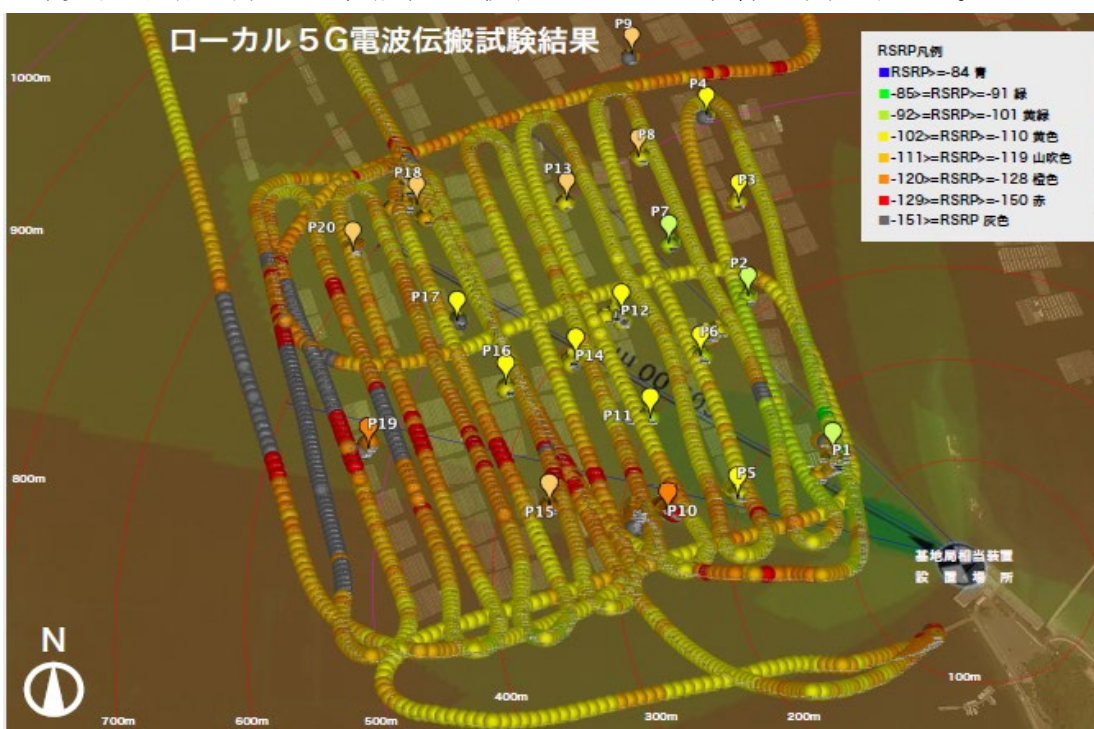 ローカル5G電波伝搬試験結果
RSRP凡例
RSRP>=-84 青
-85>=RSRP>=-91 緑
-92>=RSRP>=-101 黄緑
-102>=RSRP>=-110 黄色
-111>=RSRP>=-119 山吹色
-120>=RSRP>=-128 橙色
-129>=RSRP>=-150 赤
-151>=RSRP 灰色
P9
1000m
P4
P8
P18
P13
P3
P20
900m
P7
P2
P17
P12
P6
P14
P16
P11
P19
P1
800m
P5
P15
P10
基地局相当装置
設置場所
N
100m
400m
300m
200m
700m
600m
500m